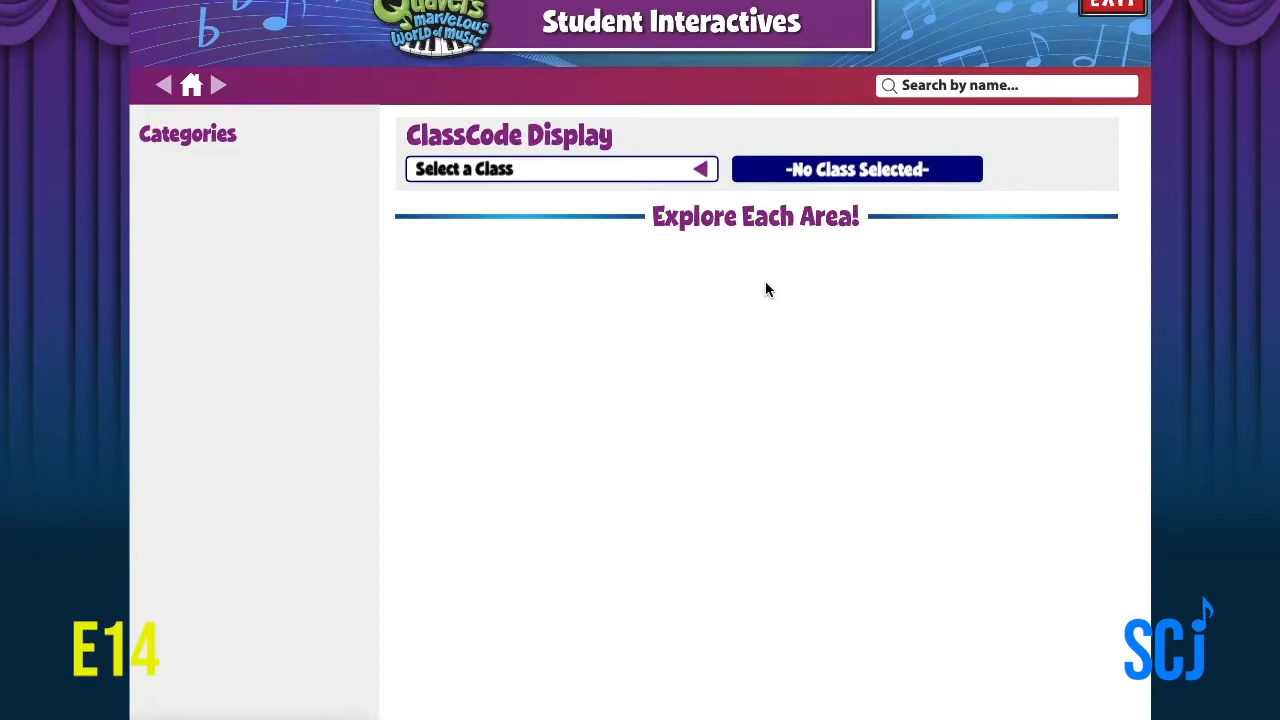 Quaver's
marvelous
World of Music
Student Interactives
EXIT
Search by name...
Categories
ClassCode Display
Select a Class
-No Class Selected-
Explore Each Area!
E14
SCJ